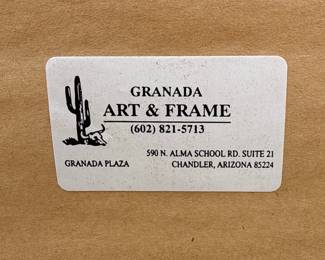 GRANADA
ART & FRAME
(602) 821-5713
590 N. ALMA SCHOOL RD. SUITE 21
GRANADA PLAZA
CHANDLER, ARIZONA 85224